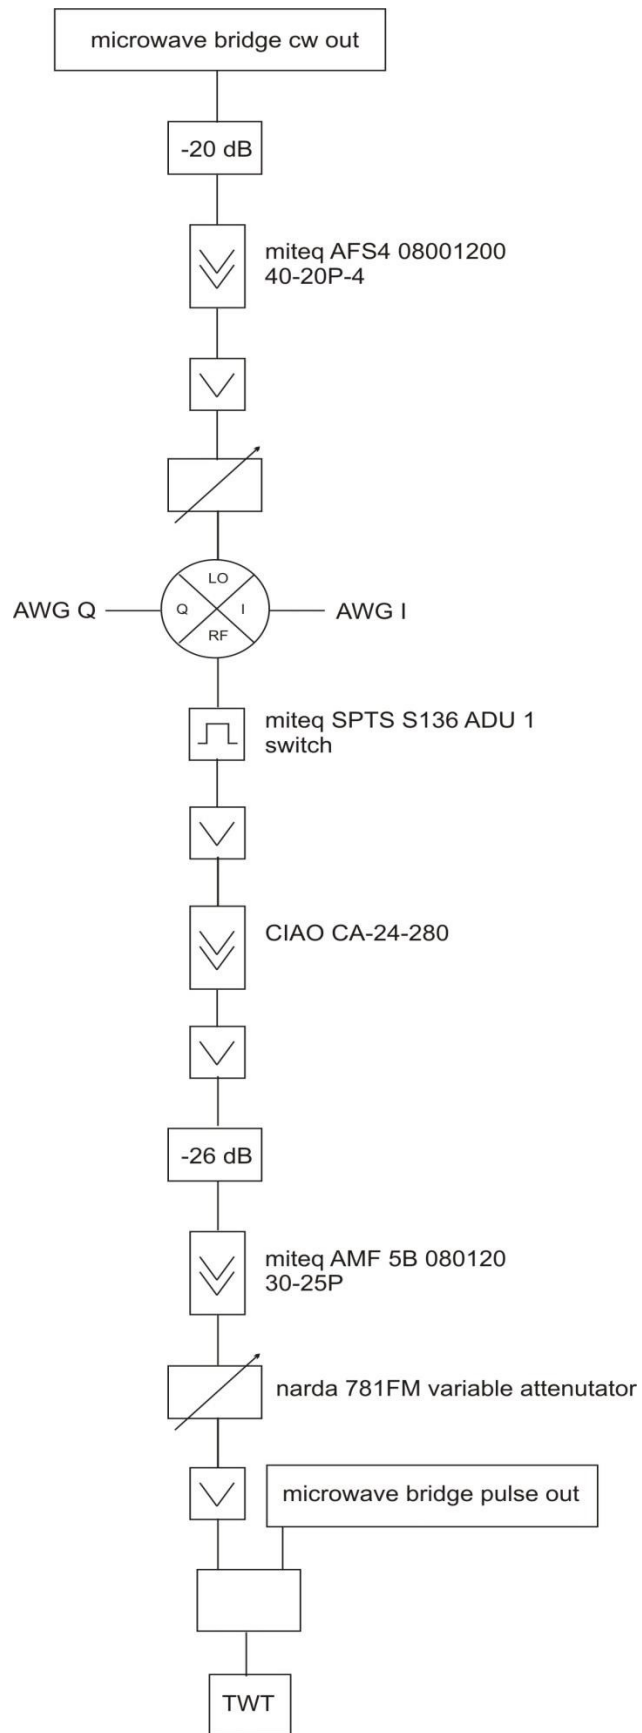 microwave bridge cw out
-20 dB
miteq AFS4 08001200
40-20P-4
LO
AWG Q
Q
I
AWG I
RF
miteq SPTS S136 ADU 1
switch
CIAO CA-24-280
-26 dB
miteq AMF 5B 080120
30-25P
narda 781FM variable attenutator
microwave bridge pulse out
TWT